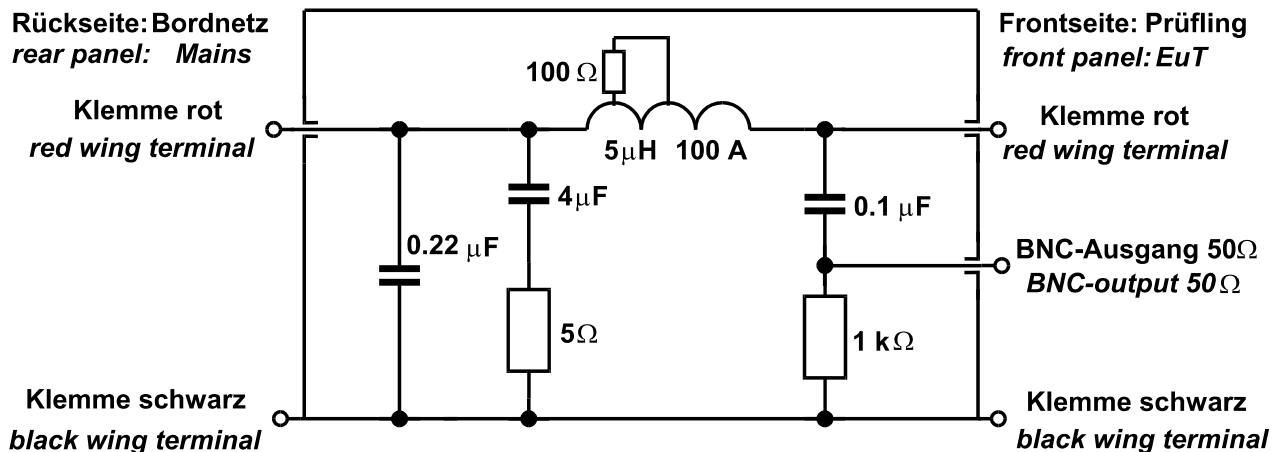 Rückseite: Bordnetz
rear panel: Mains
Frontseite: Prüfling
front panel: EuT
100 Ω
Klemme rot
red wing terminal
5μH 100 A
Klemme rot
red wing terminal
4μF
0.1 μF
0.22 μF
BNC-Ausgang 50Ω
BNC-output 50Ω
5Ω
1 kΩ
Klemme schwarz
black wing terminal
Klemme schwarz
black wing terminal